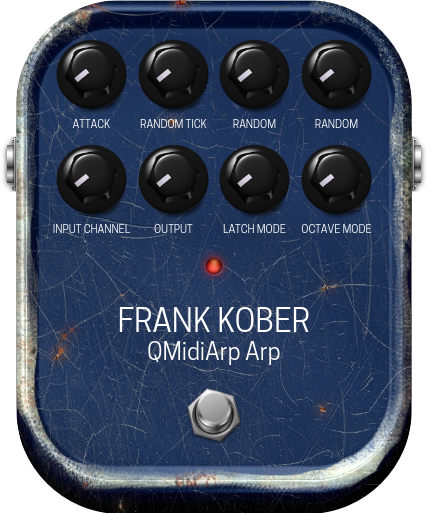 ATTACK RANDOM TICK RANDOM RANDOM
INPUT CHANNEL OUTPUT LATCH MODE OCTAVE MODE
FRANK KOBER
QMidiArp Arp